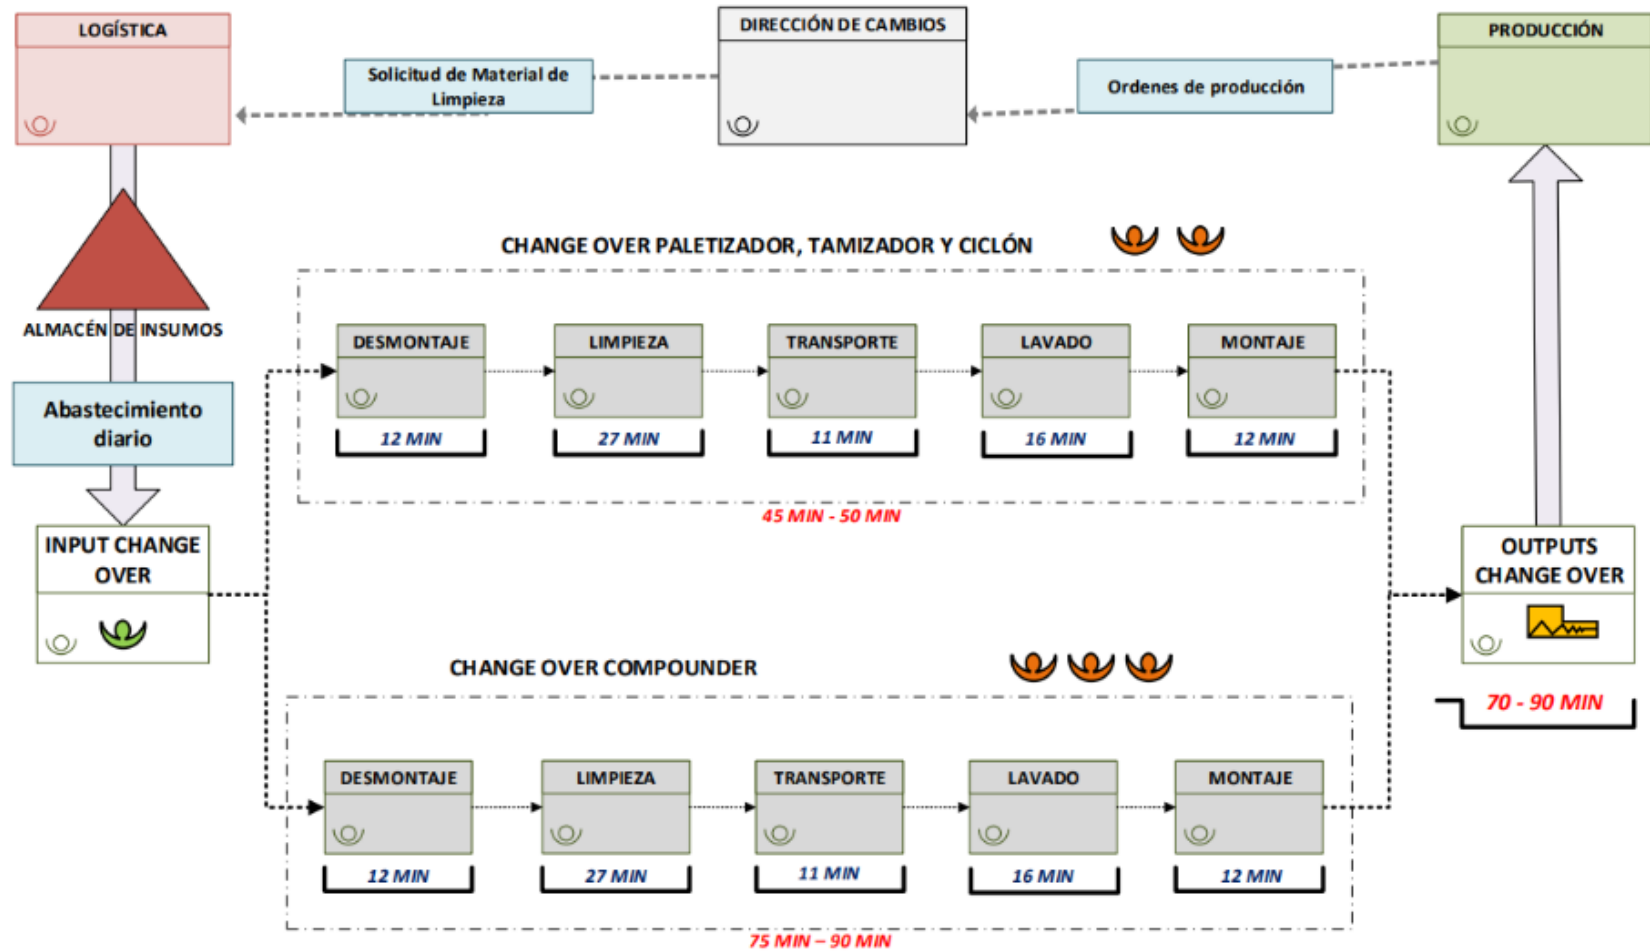 LOGÍSTICA
DIRECCIÓN DE CAMBIOS
PRODUCCIÓN
Solicitud de Material de
Limpieza
Ordenes de producción
ALMACÉN DE INSUMOS
Abastecimiento
diario
INPUT CHANGE
OVER
CHANGE OVER PALETIZADOR, TAMIZADOR Y CICLÓN
DESMONTAJE
LIMPIEZA
TRANSPORTE
LAVADO
MONTAJE
12 MIN
27 MIN
11 MIN
16 MIN
12 MIN
45 MIN - 50 MIN
OUTPUTS
CHANGE OVER
70 - 90 MIN
CHANGE OVER COMPOUNDER
DESMONTAJE
LIMPIEZA
TRANSPORTE
LAVADO
MONTAJE
12 MIN
27 MIN
11 MIN
16 MIN
12 MIN
75 MIN – 90 MIN